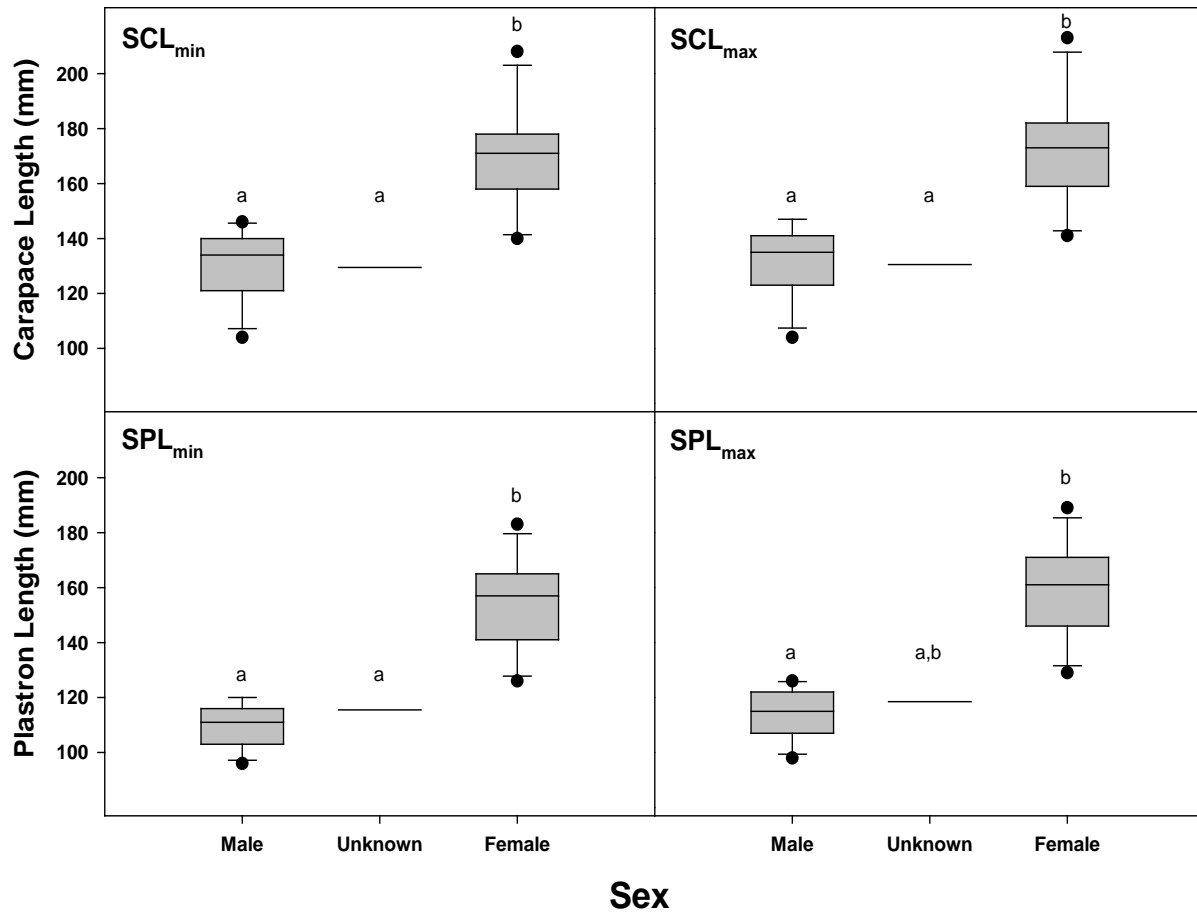 SCLmin
b
a
a
SCLmax
b
a
a
Carapace Length (mm)
200
180
160
140
120
100
SPLmin
b
a
a
SPLmax
b
a
a,b
Plastron Length (mm)
200
180
160
140
120
100
Male Unknown Female Male Unknown Female
Sex